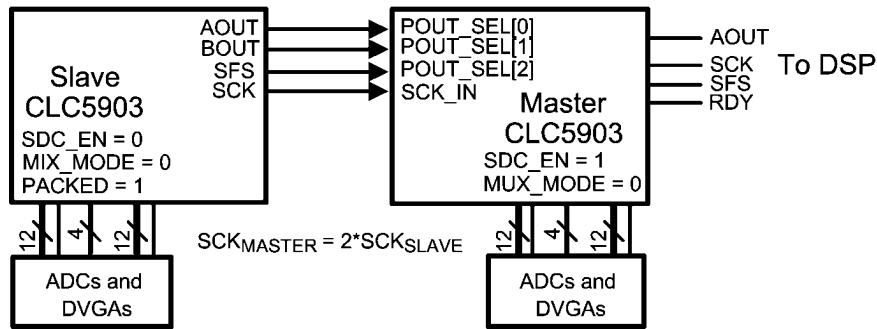 Slave
CLC5903
SDC_EN = 0
MIX_MODE = 0
PACKED = 1
AOUT
BOUT
SFS
SCK
POUT_SEL[0]
POUT_SEL[1]
POUT_SEL[2]
SCK_IN
Master
CLC5903
SDC_EN = 1
MUX_MODE = 0
AOUT
SCK
SFS
RDY
To DSP
12
4
12
SCKMASTER = 2*SCKSLAVE
12
4
12
ADCs and
DVGAs
ADCs and
DVGAs